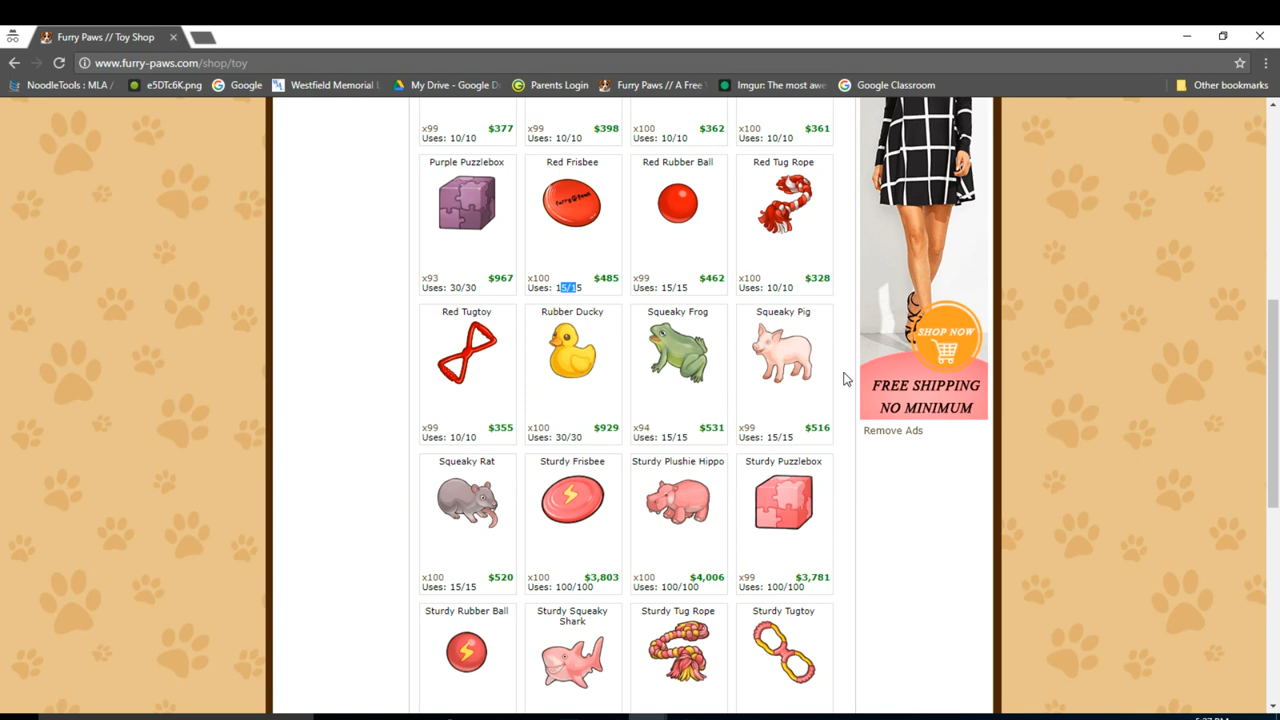 Furry Paws // Toy Shop
www.furry-paws.com/shop/toy
NoodleTools : MLA / e5DTc6K.png Google Westfield Memorial L My Drive - Google D Parents Login Furry Paws // A Free V Imgur: The most awe Google Classroom Other bookmarks
x99 $377 x99 $398 x100 $362 x100 $361
Uses: 10/10 Uses: 10/10 Uses: 10/10 Uses: 10/10
Purple Puzzlebox Red Frisbee Red Rubber Ball Red Tug Rope
Furry Paws
x93 $967 x100 $485 x99 $462 x100 $328
Uses: 30/30 Uses: 15/15 Uses: 15/15 Uses: 10/10
Red Tugtoy Rubber Ducky Squeaky Frog Squeaky Pig
x99 $355 x100 $929 x94 $531 x99 $516
Uses: 10/10 Uses: 30/30 Uses: 15/15 Uses: 15/15
Squeaky Rat Sturdy Frisbee Sturdy Plushie Hippo Sturdy Puzzlebox
x100 $520 x100 $3,803 x100 $4,006 x99 $3,781
Uses: 15/15 Uses: 100/100 Uses: 100/100 Uses: 100/100
Sturdy Rubber Ball Sturdy Squeaky Sturdy Tug Rope Sturdy Tugtoy
Shark
SHOP NOW
FREE SHIPPING
NO MINIMUM
Remove Ads